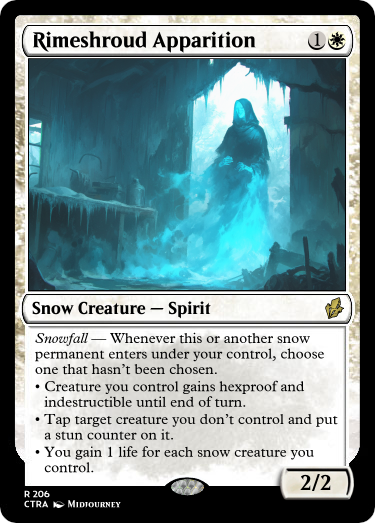 Rimeshroud Apparition 1
Snow Creature — Spirit
Snowfall — Whenever this or another snow
permanent enters under your control, choose
one that hasn't been chosen.
• Creature you control gains hexproof and
indestructible until end of turn.
• Tap target creature you don't control and put
a stun counter on it.
• You gain 1 life for each snow creature you
control.
2/2
R 206
CTRA Midjourney